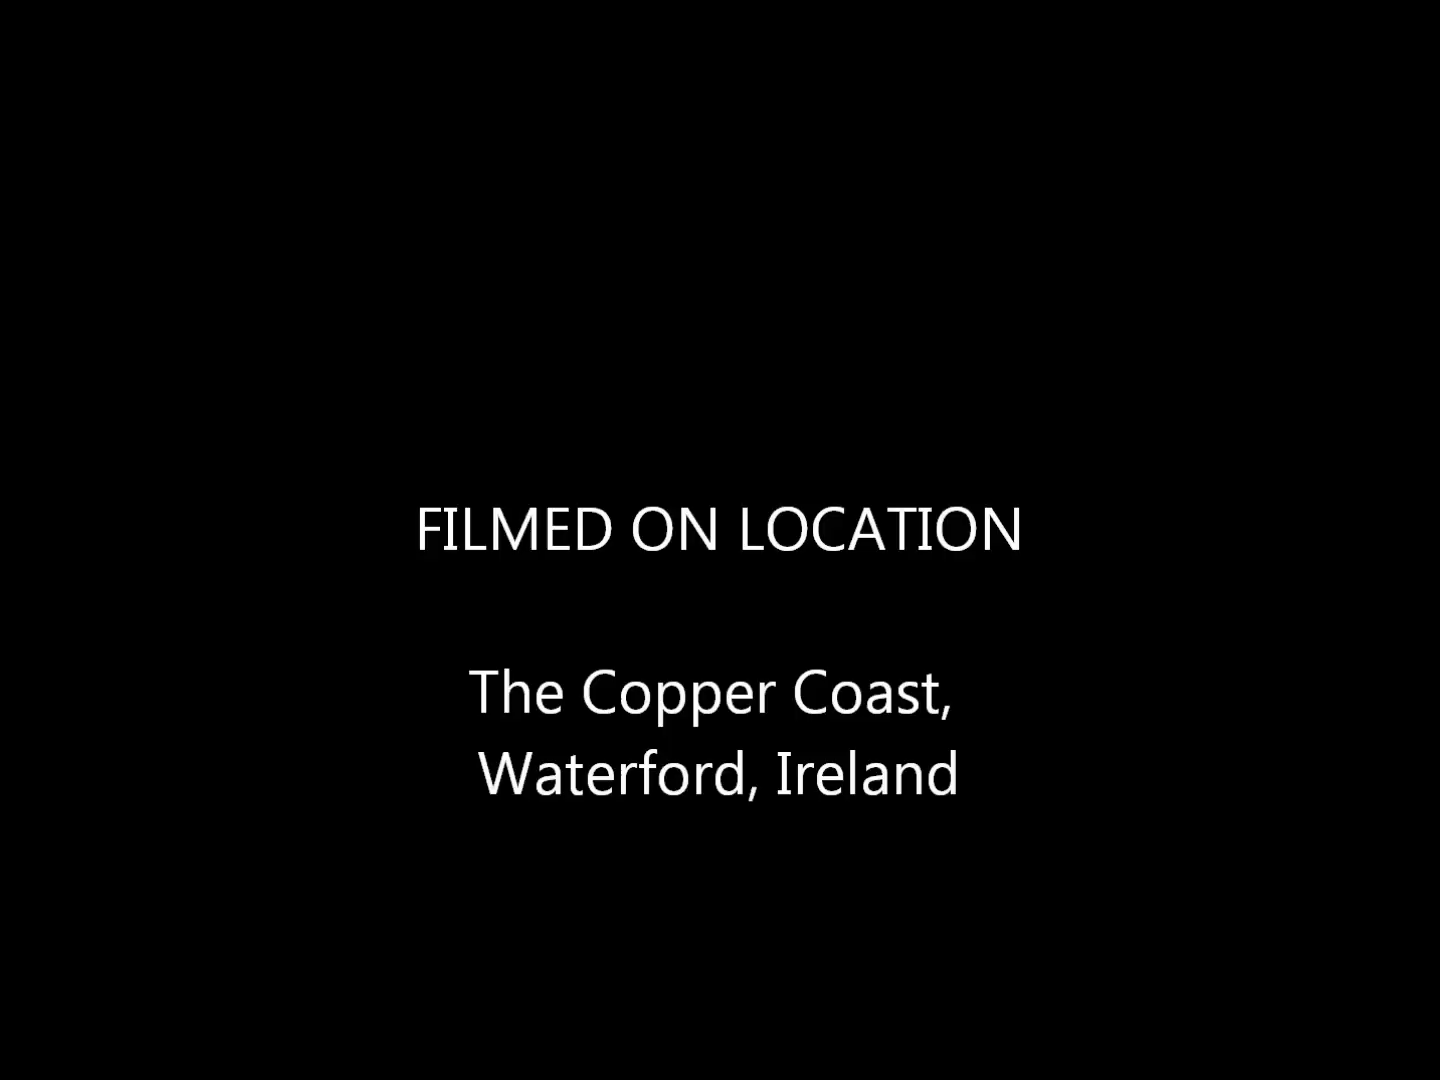 FILMED ON LOCATION
The Copper Coast,
Waterford, Ireland